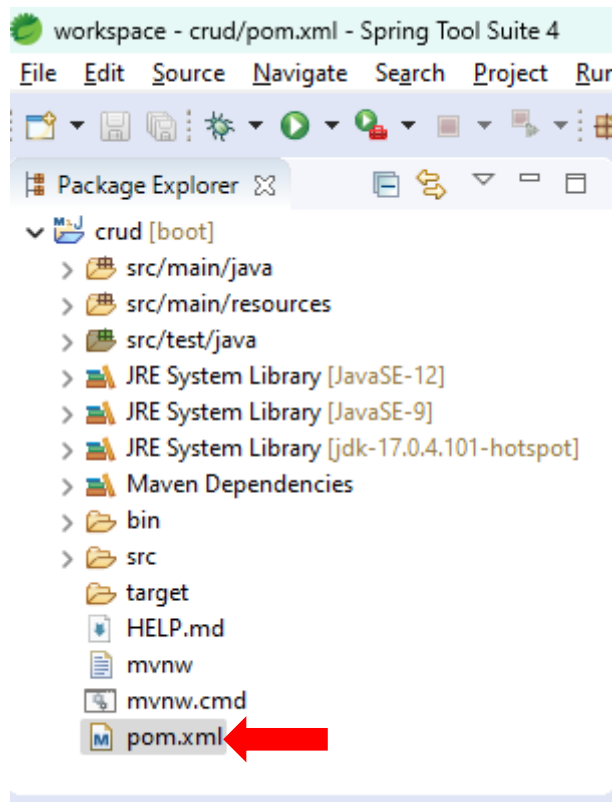 workspace - crud/pom.xml - Spring Tool Suite 4
File Edit Source Navigate Search Project Run
Package Explorer
crud [boot]
src/main/java
src/main/resources
src/test/java
JRE System Library [JavaSE-12]
JRE System Library [JavaSE-9]
JRE System Library [jdk-17.0.4.101-hotspot]
Maven Dependencies
bin
src
target
HELP.md
mvnw
mvnw.cmd
pom.xml